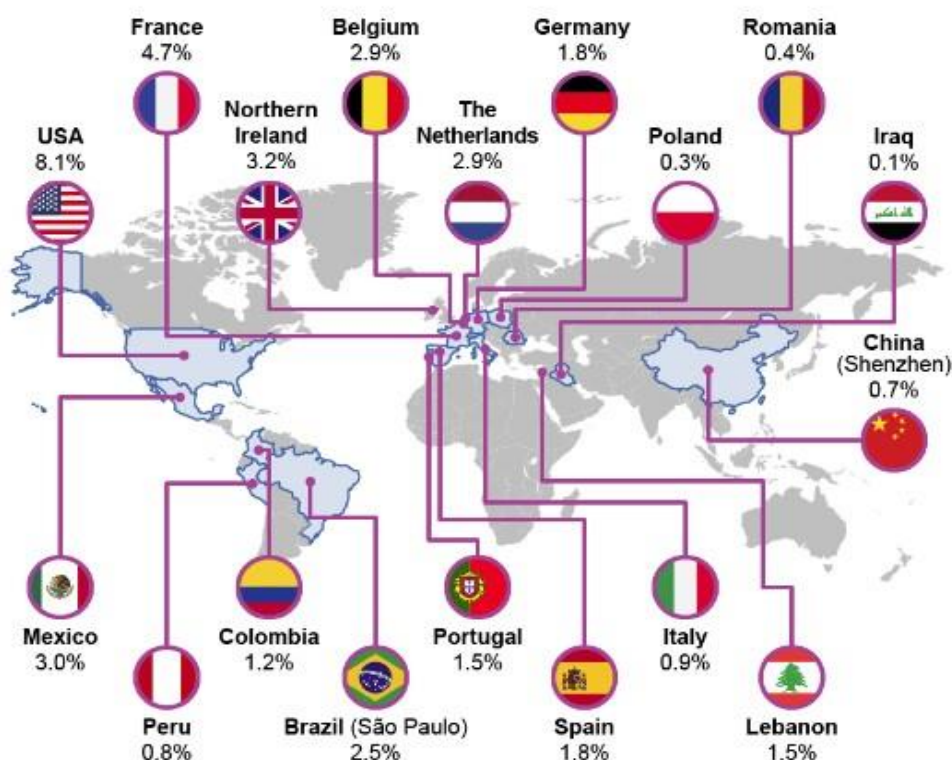 France
4.7%
Belgium
2.9%
Germany
1.8%
Romania
0.4%
USA
8.1%
Northern
Ireland
3.2%
The
Netherlands
2.9%
Poland
0.3%
Iraq
0.1%
China
(Shenzhen)
0.7%
Mexico
3.0%
Colombia
1.2%
Portugal
1.5%
Italy
0.9%
Peru
0.8%
Brazil (São Paulo)
2.5%
Spain
1.8%
Lebanon
1.5%